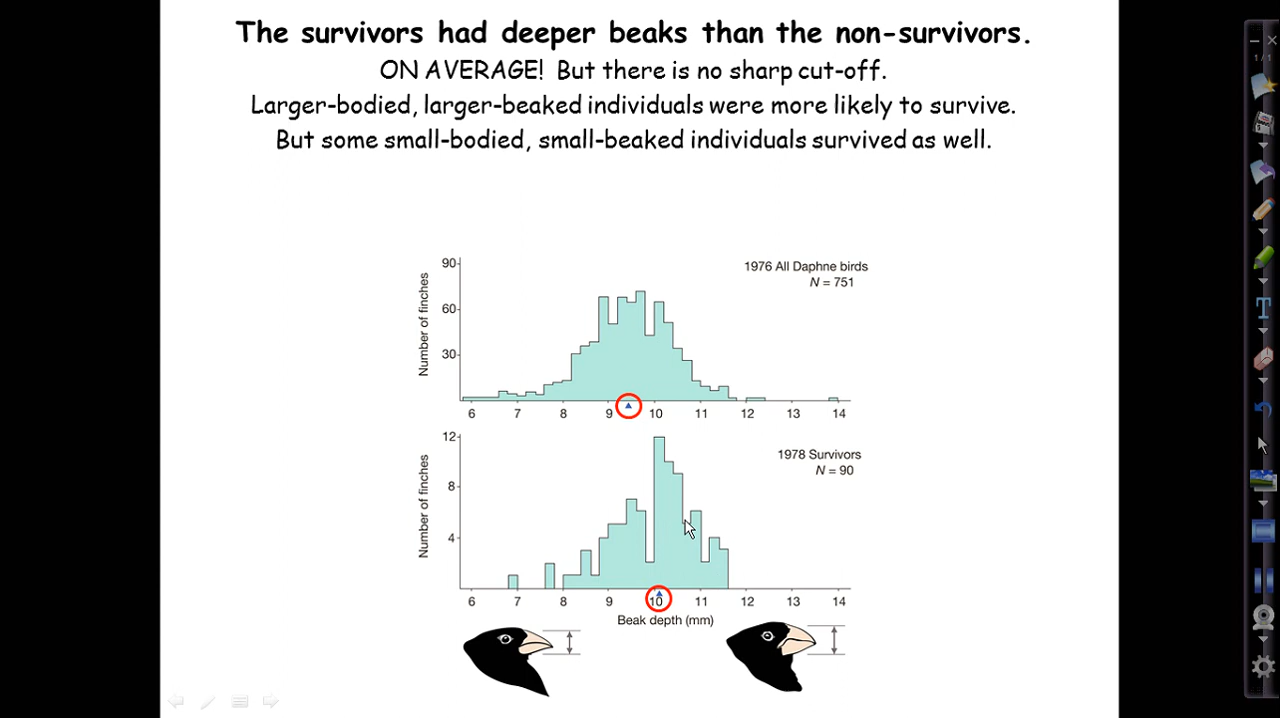 The survivors had deeper beaks than the non-survivors.
ON AVERAGE! But there is no sharp cut-off.
Larger-bodied, larger-beaked individuals were more likely to survive.
But some small-bodied, small-beaked individuals survived as well.
1/1
90
60
30
Number of finches
1976 All Daphne birds
N = 751
6 7 8 9 10 11 12 13 14
12
8
4
Number of finches
1978 Survivors
N = 90
6 7 8 9 10 11 12 13 14
Beak depth (mm)
T